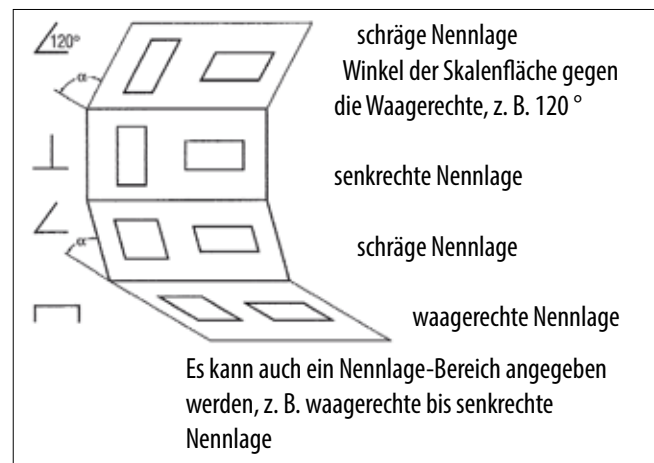 120°
schräge Nennlage
α
Winkel der Skalenfläche gegen
die Waagerechte, z. B. 120 °
senkrechte Nennlage
α
schräge Nennlage
waagerechte Nennlage
Es kann auch ein Nennlage-Bereich angegeben
werden, z. B. waagerechte bis senkrechte
Nennlage